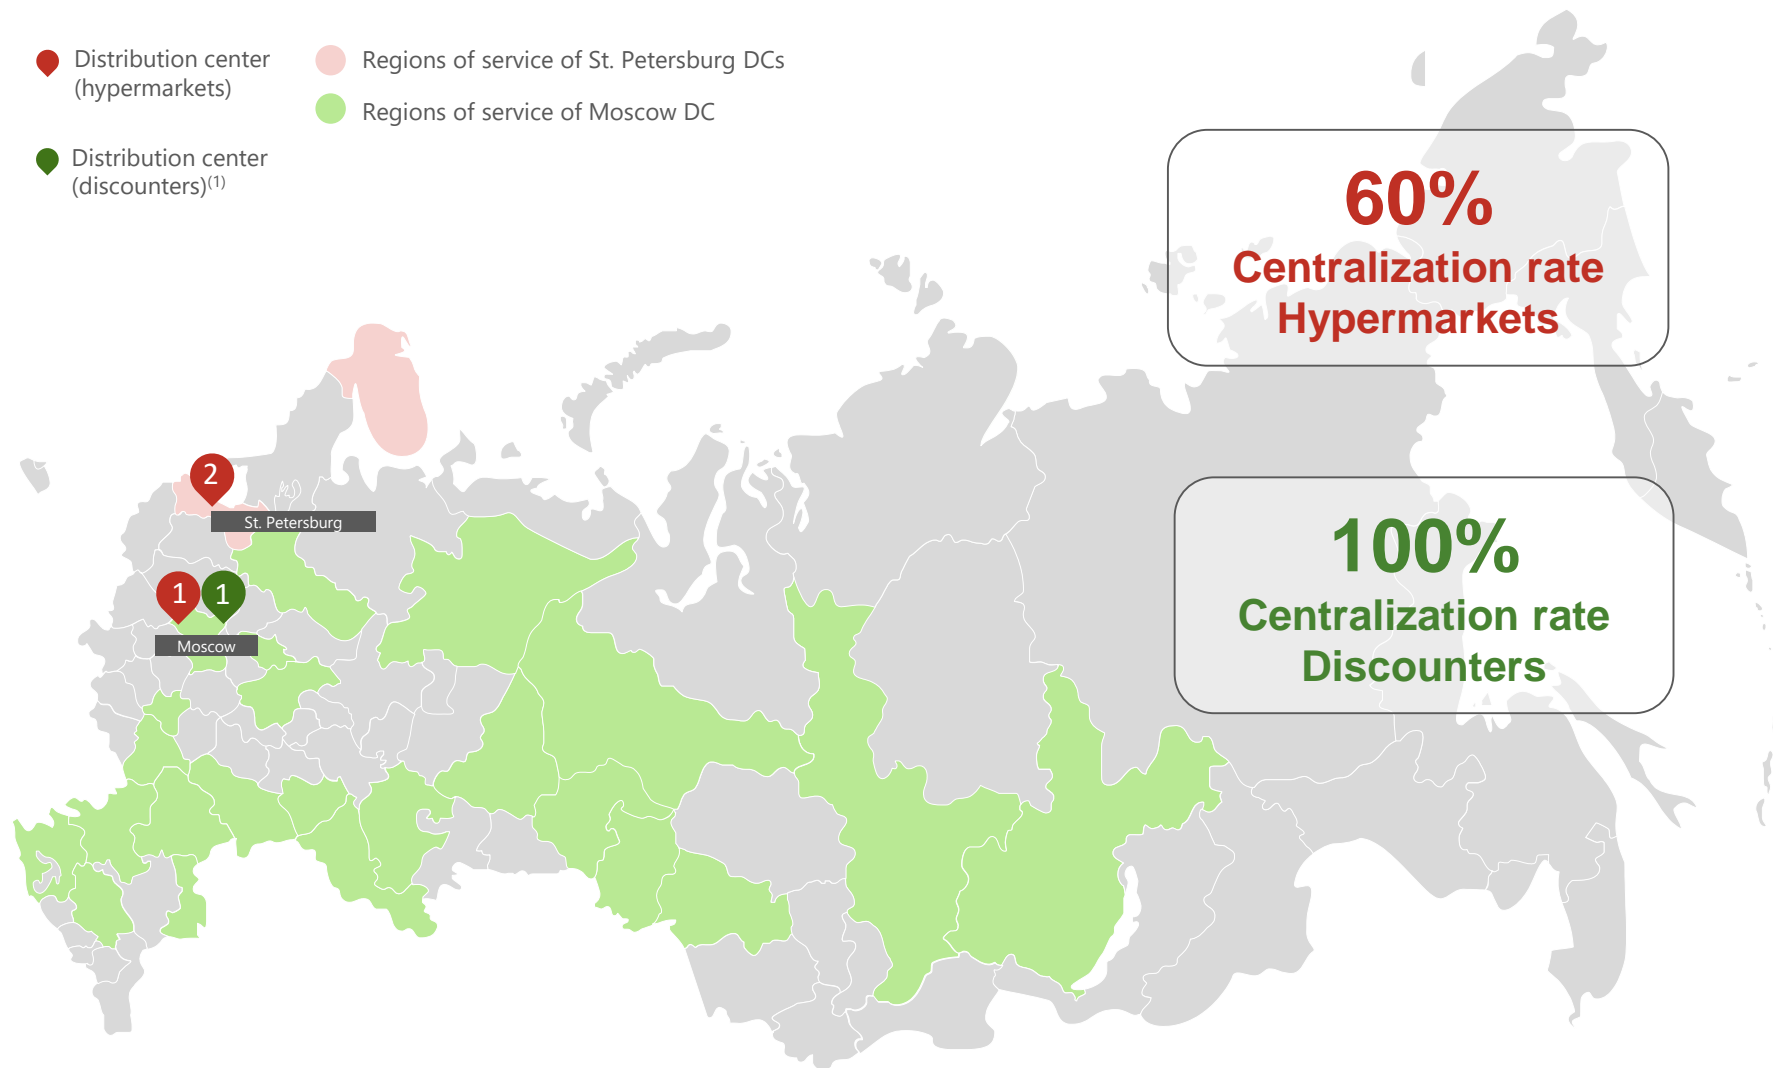 Distribution center
(hypermarkets)
Regions of service of St. Petersburg DCs
Regions of service of Moscow DC
Distribution center
(discounters)(1)
60%
Centralization rate
Hypermarkets
2
St. Petersburg
100%
Centralization rate
Discounters
1
1
Moscow